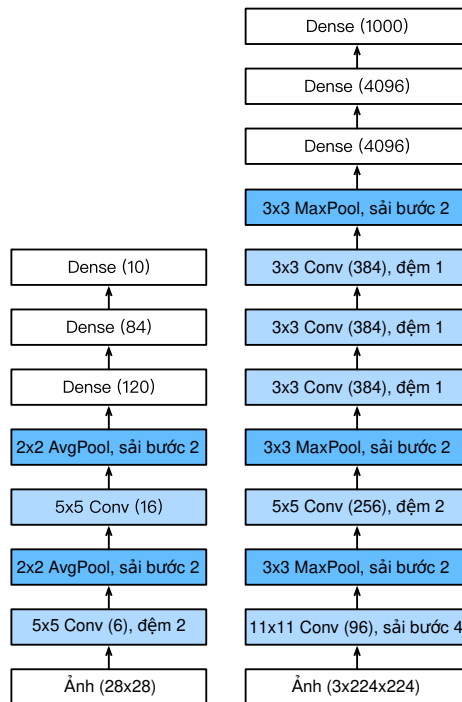 Dense (10)
Dense (84)
Dense (120)
2x2 AvgPool, sải bước 2
5x5 Conv (16)
2x2 AvgPool, sải bước 2
5x5 Conv (6), đệm 2
Ảnh (28x28)
Dense (1000)
Dense (4096)
Dense (4096)
3x3 MaxPool, sải bước 2
3x3 Conv (384), đệm 1
3x3 Conv (384), đệm 1
3x3 Conv (384), đệm 1
3x3 MaxPool, sải bước 2
5x5 Conv (256), đệm 2
3x3 MaxPool, sải bước 2
11x11 Conv (96), sải bước 4
Ảnh (3x224x224)